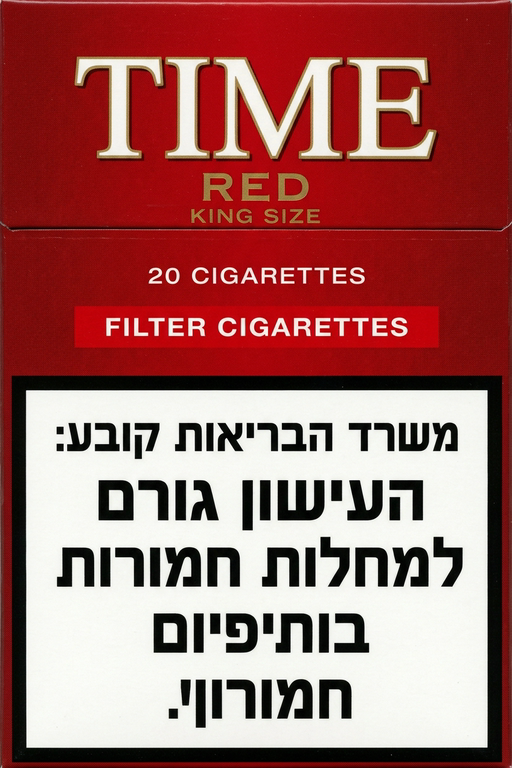 TIME
RED
KING SIZE
20 CIGARETTES
FILTER CIGARETTES
משרד הבריאות קובע:
העישון גורם
למחלות חמורות
בותיפיום
חמורון'.